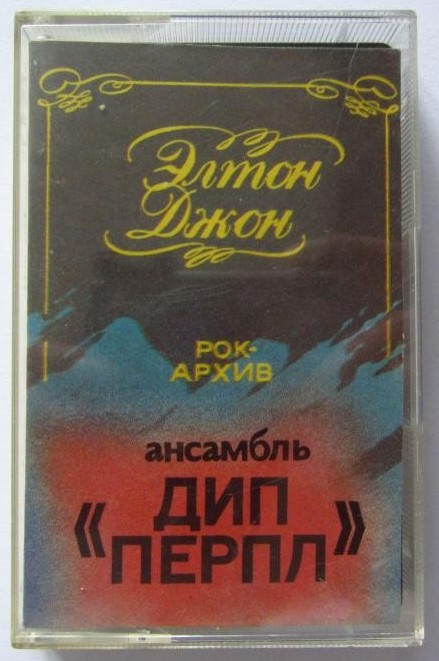 Элтон
Джон
РОК-
АРХИВ
ансамбль
«ДИП
ПЕРПЛ»